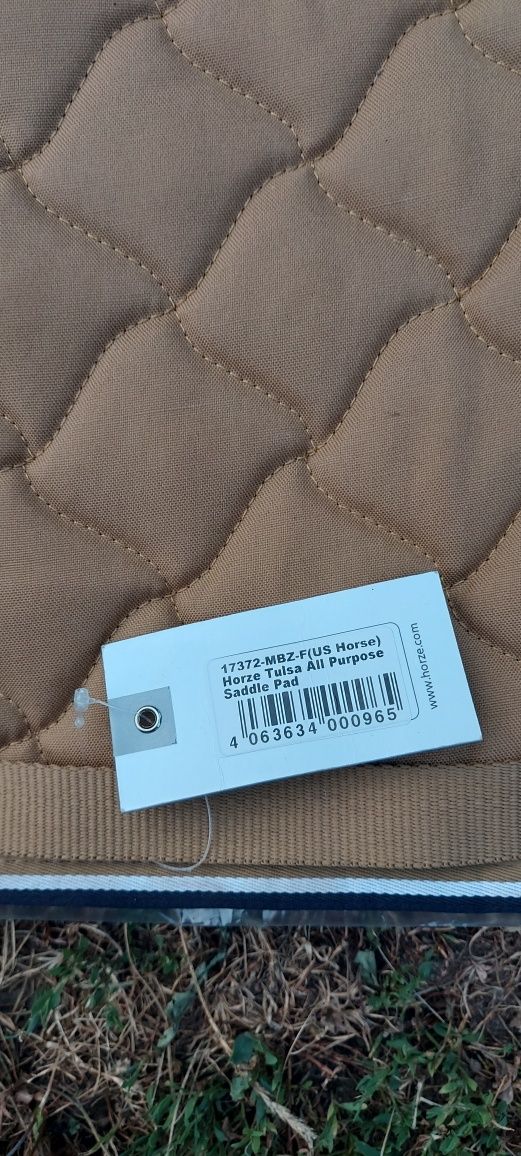 17372-MBZ-F(US Horse)
Horze Tulsa All Purpose
Saddle Pad
4 063634 000965
www.horze.com